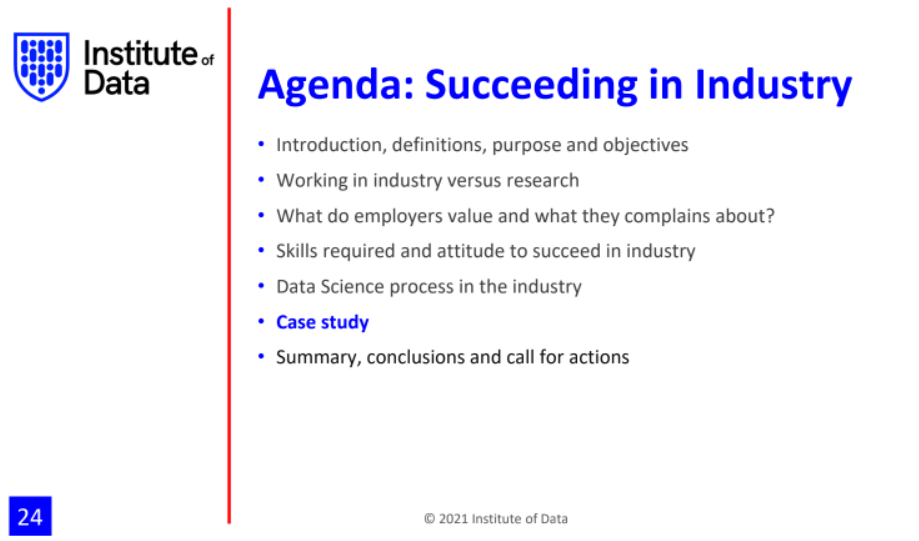 Institute of
Data
Agenda: Succeeding in Industry
• Introduction, definitions, purpose and objectives
• Working in industry versus research
• What do employers value and what they complains about?
• Skills required and attitude to succeed in industry
• Data Science process in the industry
• Case study
• Summary, conclusions and call for actions
24
© 2021 Institute of Data